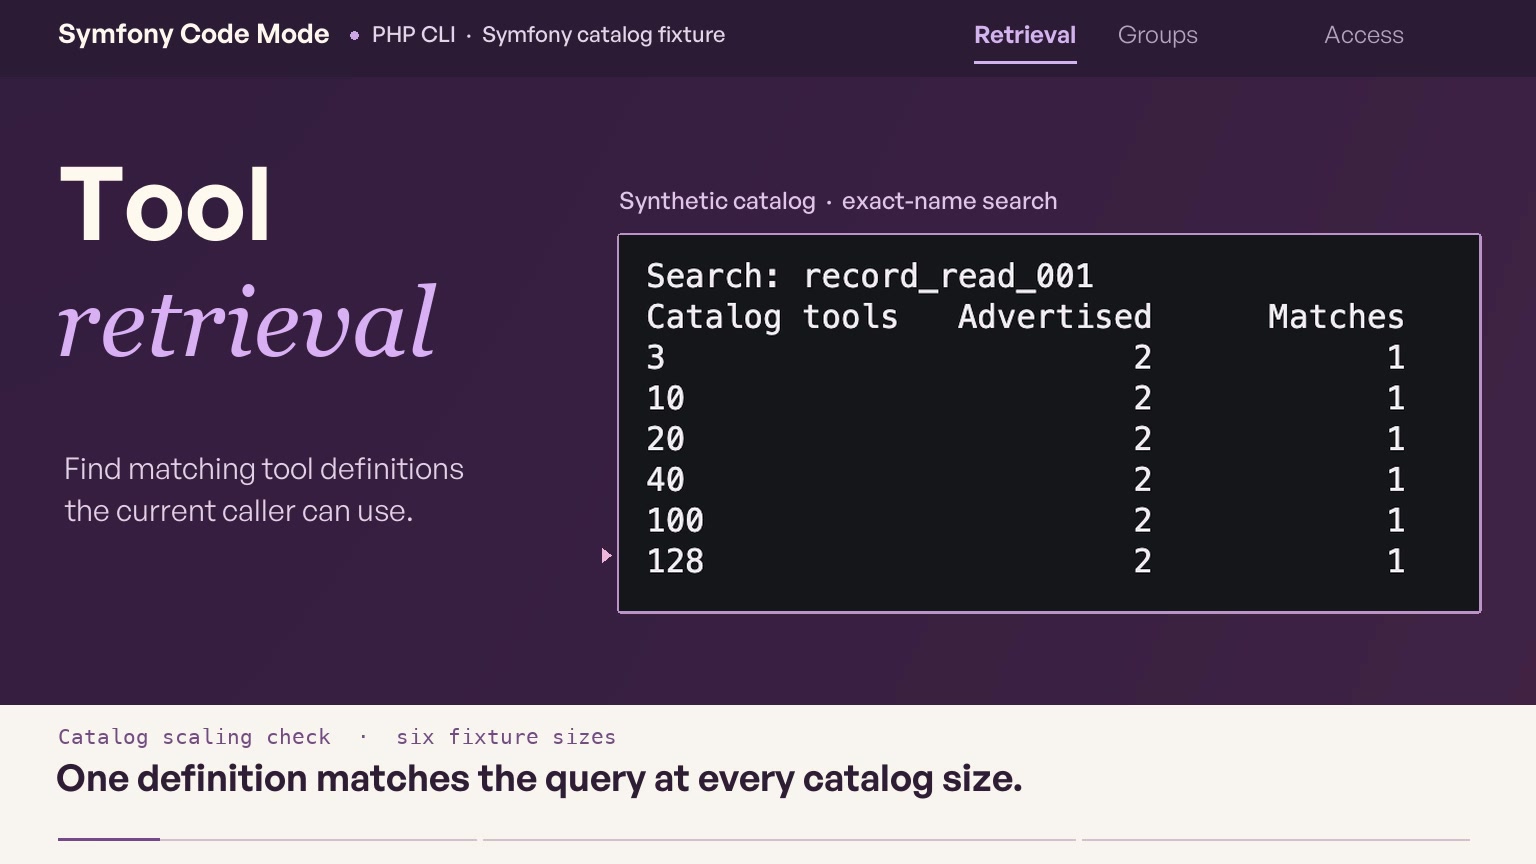 Symfony Code Mode • PHP CLI · Symfony catalog fixture
Retrieval Groups Access
Tool
retrieval
Find matching tool definitions
the current caller can use.
Synthetic catalog · exact-name search
Search: record_read_001
Catalog tools Advertised Matches
3 2 1
10 2 1
20 2 1
40 2 1
100 2 1
128 2 1
Catalog scaling check · six fixture sizes
One definition matches the query at every catalog size.